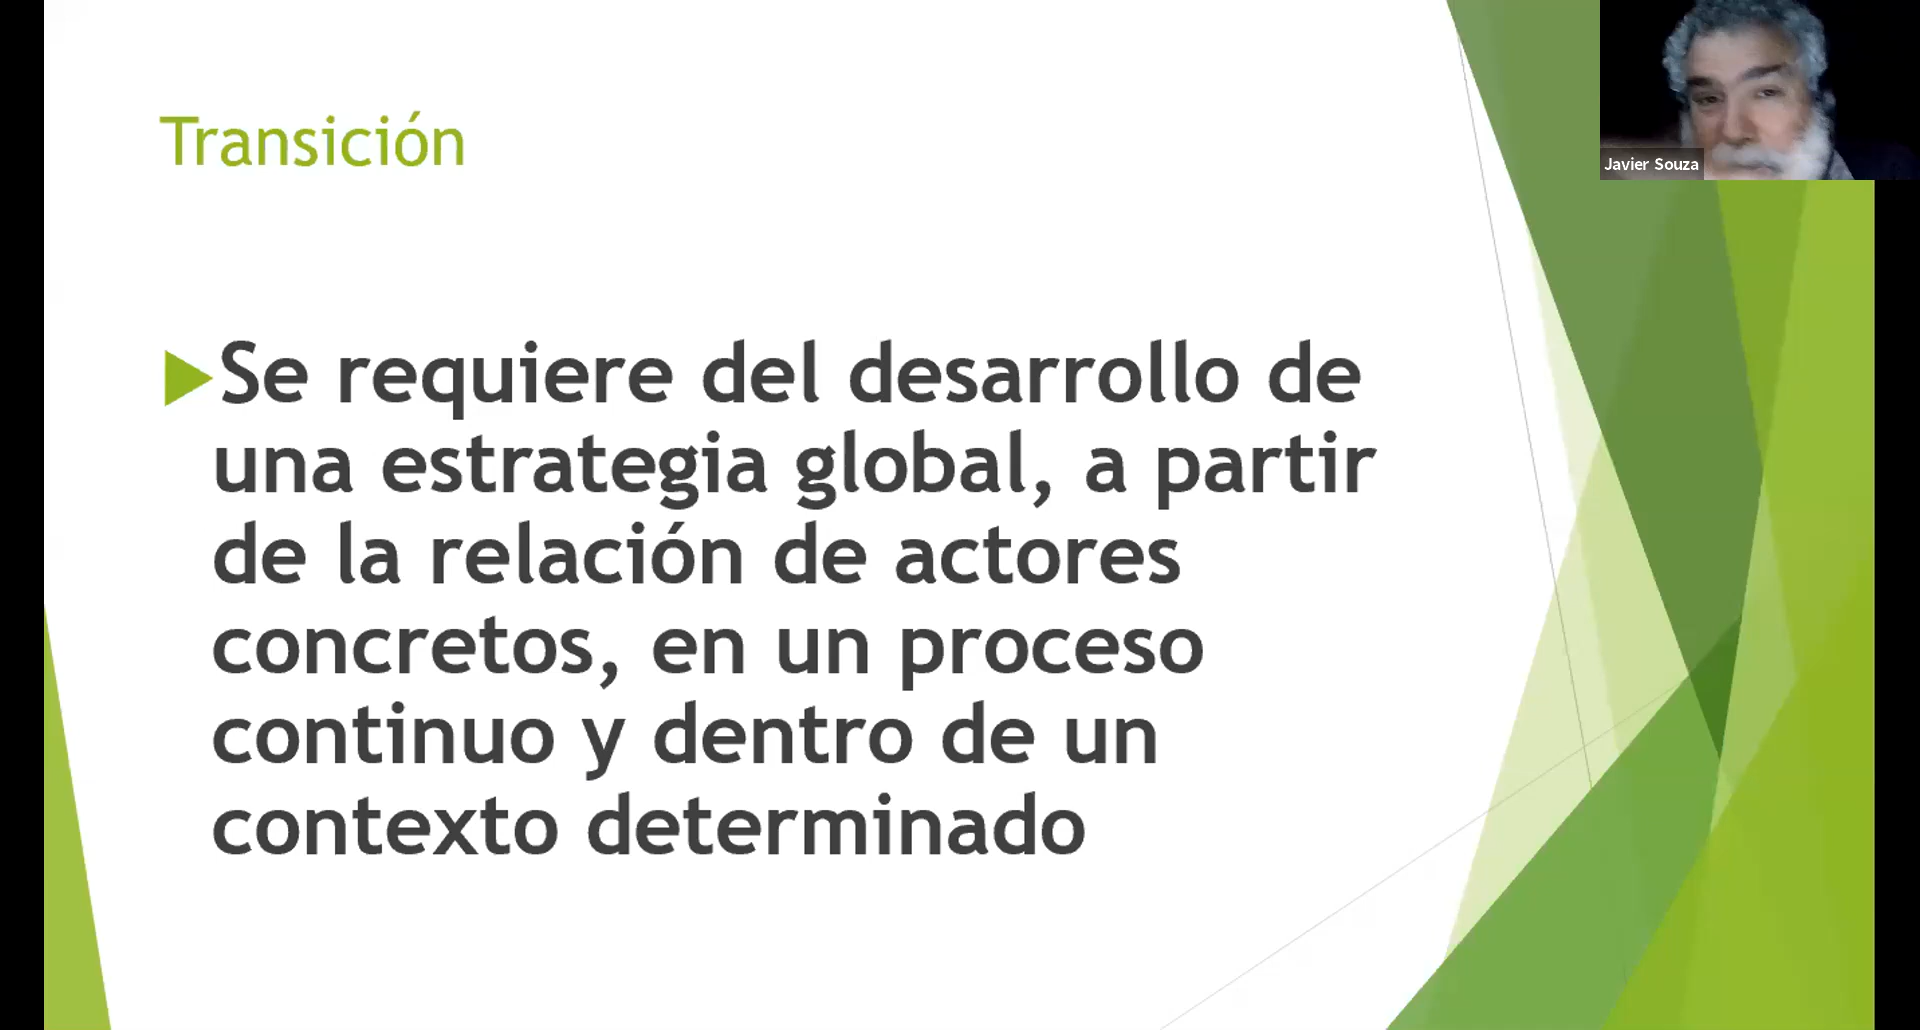 Transición
Se requiere del desarrollo de
una estrategia global, a partir
de la relación de actores
concretos, en un proceso
continuo y dentro de un
contexto determinado
Javier Souza